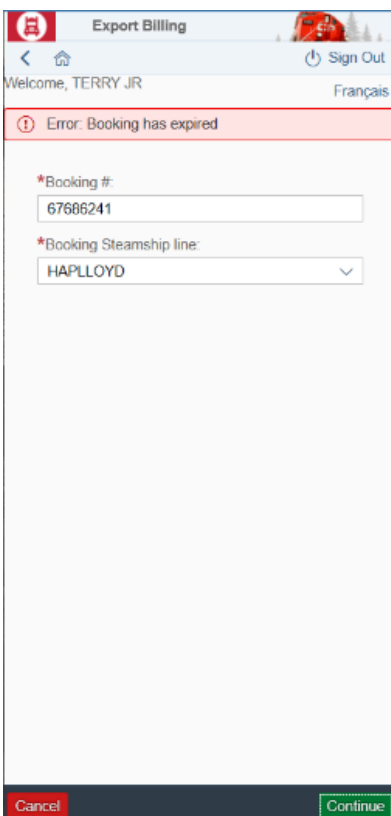 Export Billing
Sign Out
Welcome, TERRY JR
Français
Error: Booking has expired
*Booking #:
67686241
*Booking Steamship line:
HAPLLOYD
Cancel
Continue